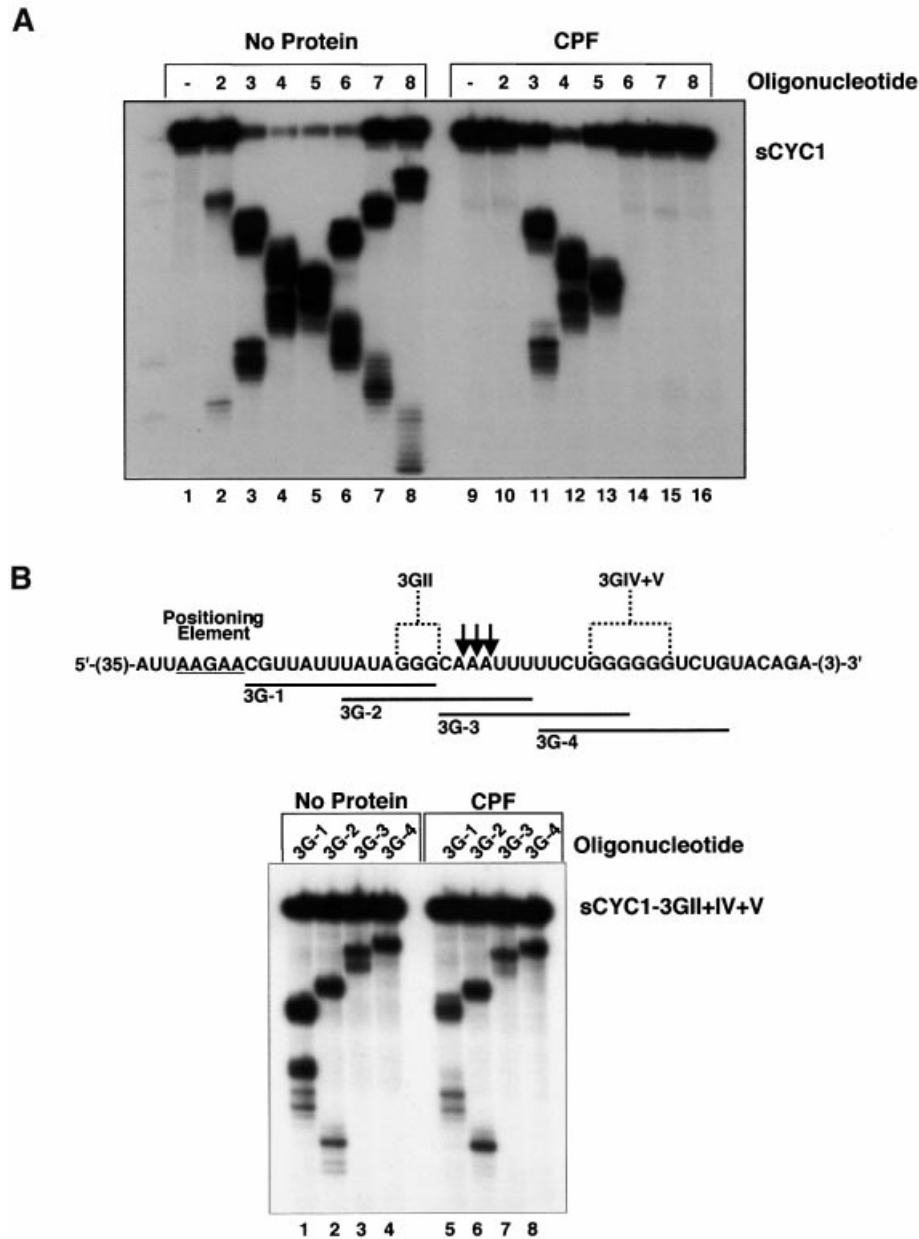 A
No Protein CPF
- 2 3 4 5 6 7 8 - 2 3 4 5 6 7 8 Oligonucleotide
sCYC1
1 2 3 4 5 6 7 8 9 10 11 12 13 14 15 16
B
3GII 3GIV+V
Positioning
Element
5'-(35)-AUUAAGAACGUUAUUUAUAGGGCAAAUUUUUCUGGGGGGUCUGUACAGA-(3)-3'
3G-1
3G-2
3G-3
3G-4
No Protein CPF
3G-1 3G-2 3G-3 3G-4 3G-1 3G-2 3G-3 3G-4 Oligonucleotide
sCYC1-3GII+IV+V
1 2 3 4 5 6 7 8